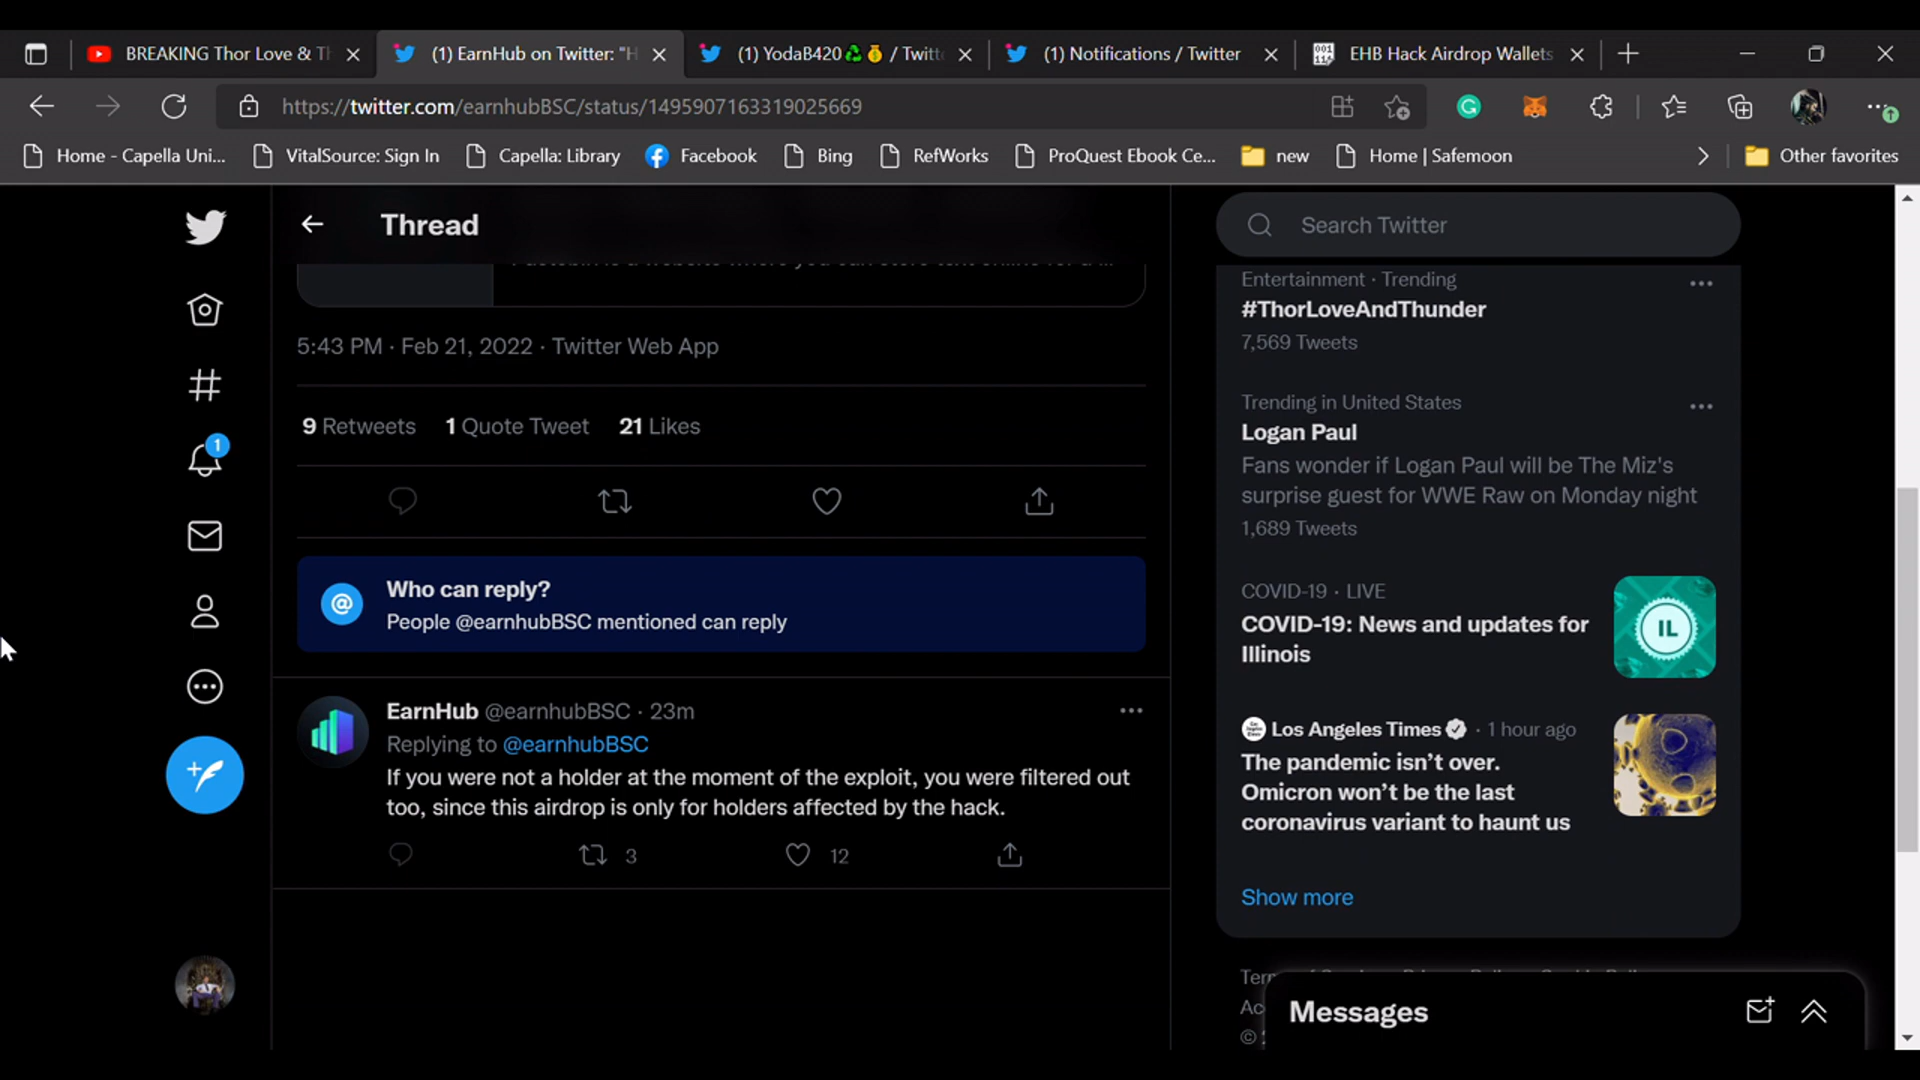 BREAKING Thor Love & Th
(1) EarnHub on Twitter: "H
(1) YodaB420♻️💰 / Twitte
(1) Notifications / Twitter
EHB Hack Airdrop Wallets
https://twitter.com/earnhubBSC/status/1495907163319025669
Home - Capella Uni...
VitalSource: Sign In
Capella: Library
Facebook
Bing
RefWorks
ProQuest Ebook Ce...
new
Home | Safemoon
Other favorites
Thread
5:43 PM · Feb 21, 2022 · Twitter Web App
9 Retweets 1 Quote Tweet 21 Likes
Who can reply?
People @earnhubBSC mentioned can reply
1
EarnHub @earnhubBSC · 23m
Replying to @earnhubBSC
If you were not a holder at the moment of the exploit, you were filtered out
too, since this airdrop is only for holders affected by the hack.
3
12
Search Twitter
Entertainment · Trending
#ThorLoveAndThunder
7,569 Tweets
Trending in United States
Logan Paul
Fans wonder if Logan Paul will be The Miz's
surprise guest for WWE Raw on Monday night
1,689 Tweets
COVID-19 · LIVE
COVID-19: News and updates for
Illinois
IL
Los Angeles Times · 1 hour ago
The pandemic isn't over.
Omicron won't be the last
coronavirus variant to haunt us
Show more
Messages